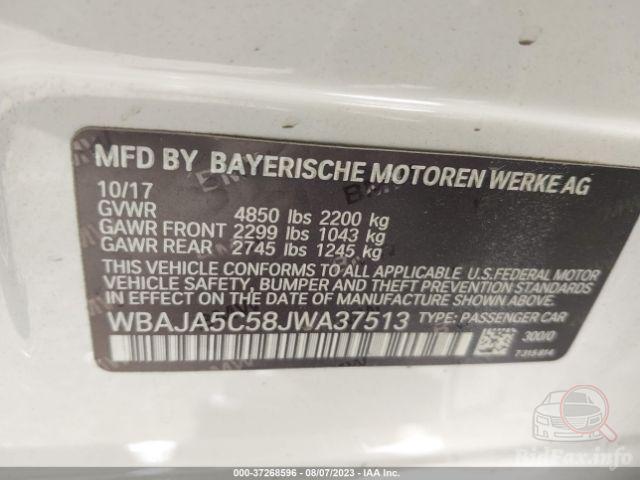 MFD BY BAYERISCHE MOTOREN WERKE AG
10/17
GVWR 4850 lbs 2200 kg
GAWR FRONT 2299 lbs 1043 kg
GAWR REAR 2745 lbs 1245 kg
THIS VEHICLE CONFORMS TO ALL APPLICABLE U.S.FEDERAL MOTOR
VEHICLE SAFETY, BUMPER, AND THEFT PREVENTION STANDARDS
IN EFFECT ON THE DATE OF MANUFACTURE SHOWN ABOVE.
WBAJA5C58JWA37513 TYPE: PASSENGER CAR
300/0
7-315-814
BidFax.info
000-37268596 - 08/07/2023 - IAA Inc.